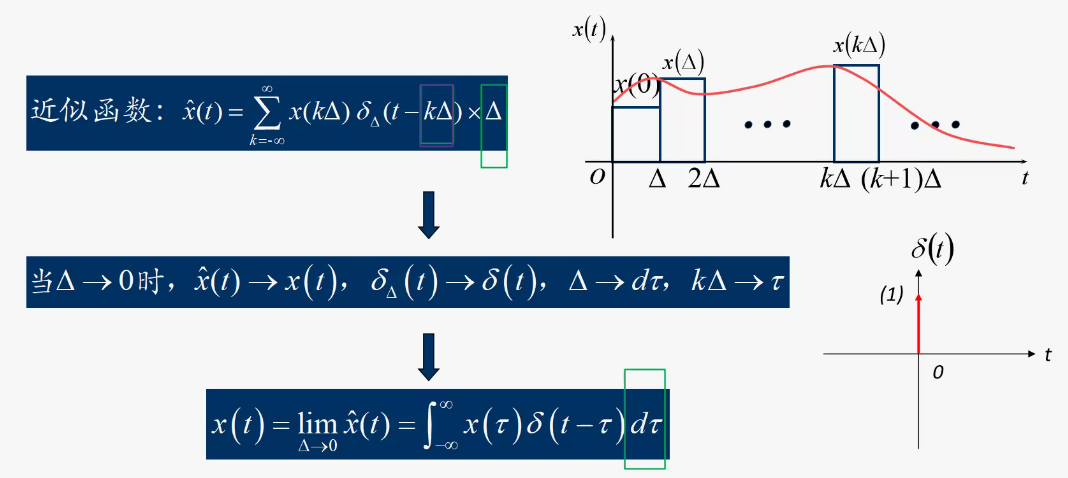 近似函数： x̂(t) = ∑_{k=-∞}^{∞} x(kΔ) δ_Δ(t−kΔ)×Δ
x(t)
x(0)
x(Δ)
x(kΔ)
• • •
• • •
O
Δ
2Δ
kΔ
(k+1)Δ
t
当Δ→0时，x̂(t)→x(t)，δ_Δ(t)→δ(t)，Δ→dτ，kΔ→τ
δ(t)
(1)
t
0
x(t) = lim_{Δ→0} x̂(t) = ∫_{−∞}^{∞} x(τ)δ(t−τ)dτ